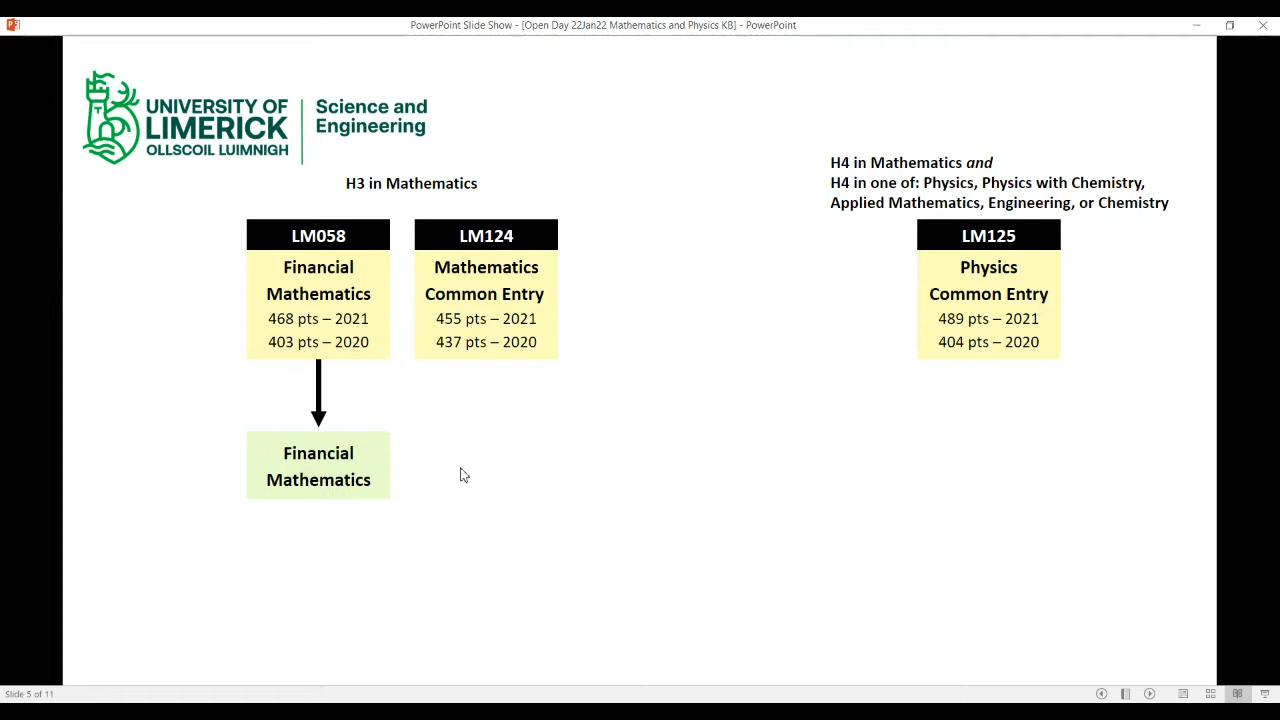 PowerPoint Slide Show - [Open Day 22Jan22 Mathematics and Physics KB] - PowerPoint
UNIVERSITY OF
LIMERICK
OLLSCOIL LUIMNIGH
Science and
Engineering
H3 in Mathematics
H4 in Mathematics and
H4 in one of: Physics, Physics with Chemistry,
Applied Mathematics, Engineering, or Chemistry
LM058
Financial
Mathematics
468 pts – 2021
403 pts – 2020
LM124
Mathematics
Common Entry
455 pts – 2021
437 pts – 2020
LM125
Physics
Common Entry
489 pts – 2021
404 pts – 2020
Financial
Mathematics
Slide 5 of 11